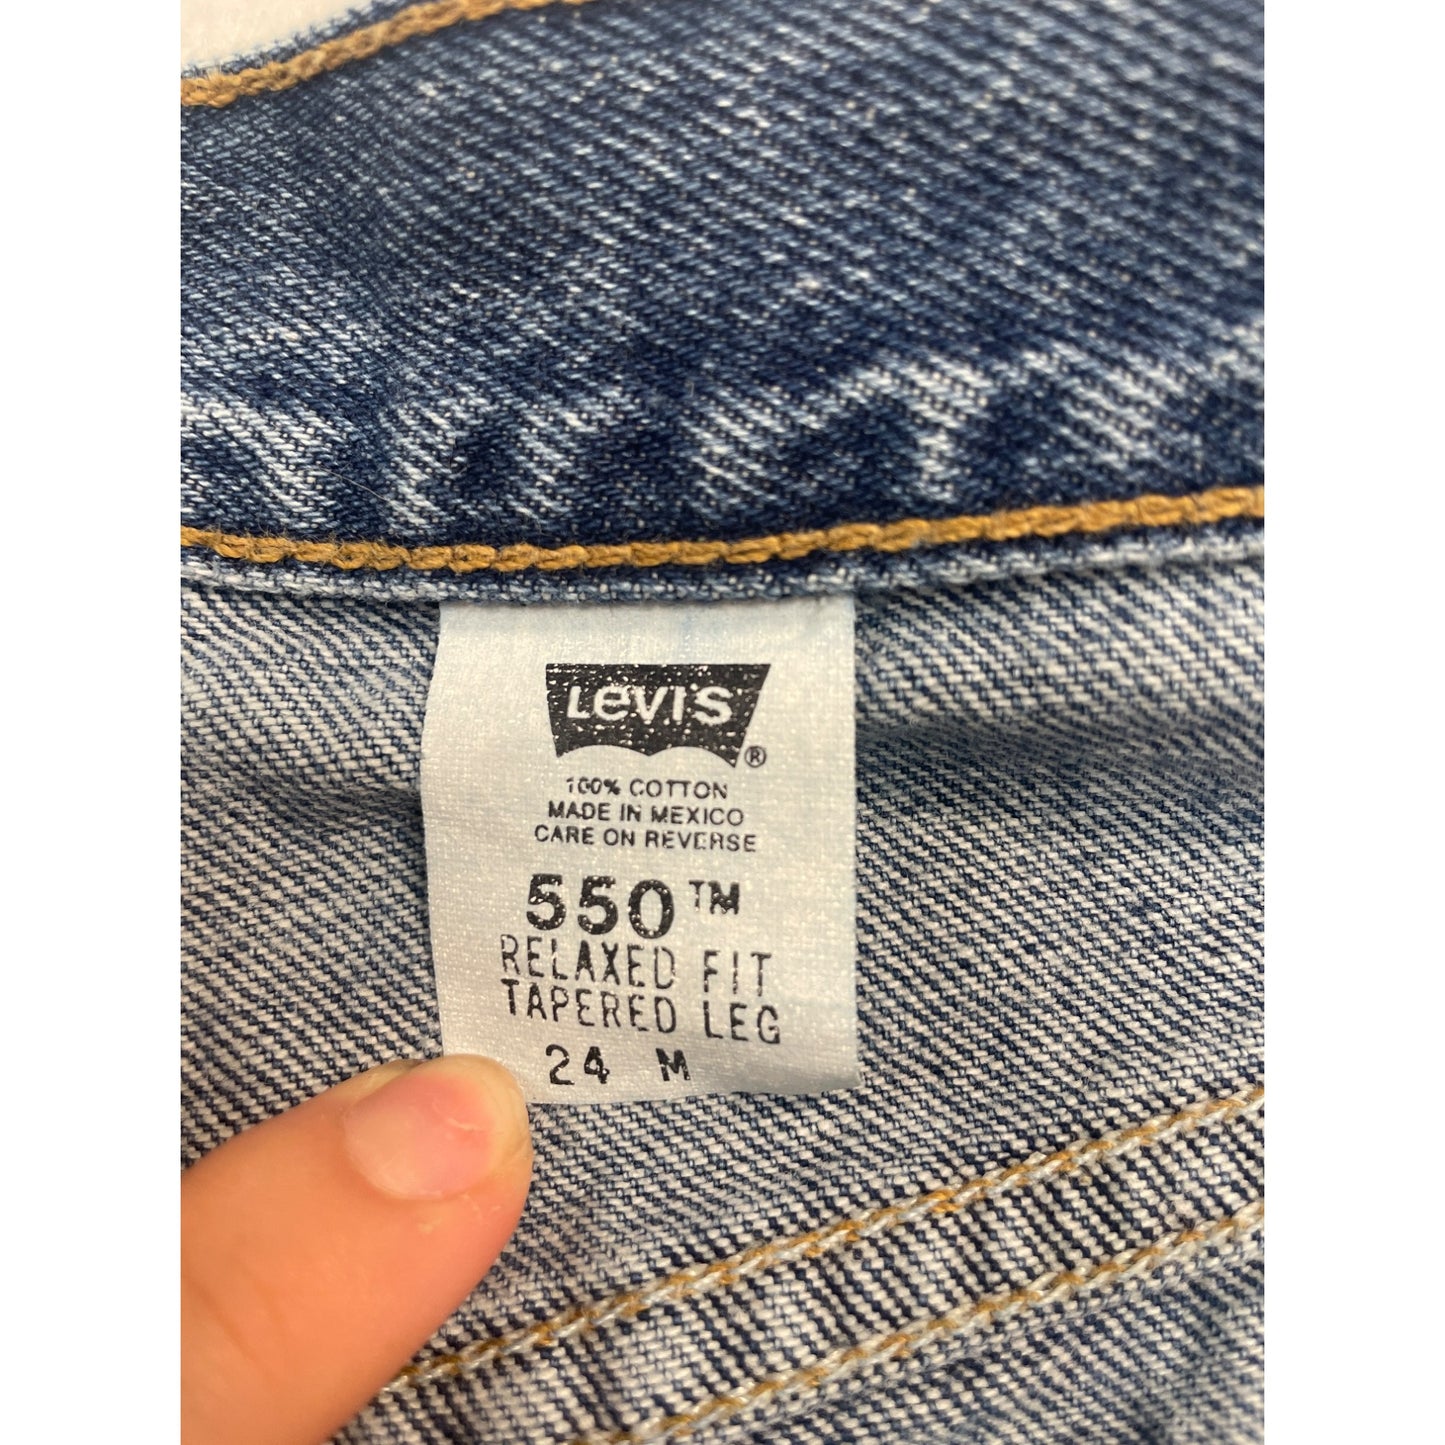 LEVI'S®
100% COTTON
MADE IN MEXICO
CARE ON REVERSE
550™
RELAXED FIT
TAPERED LEG
24 M